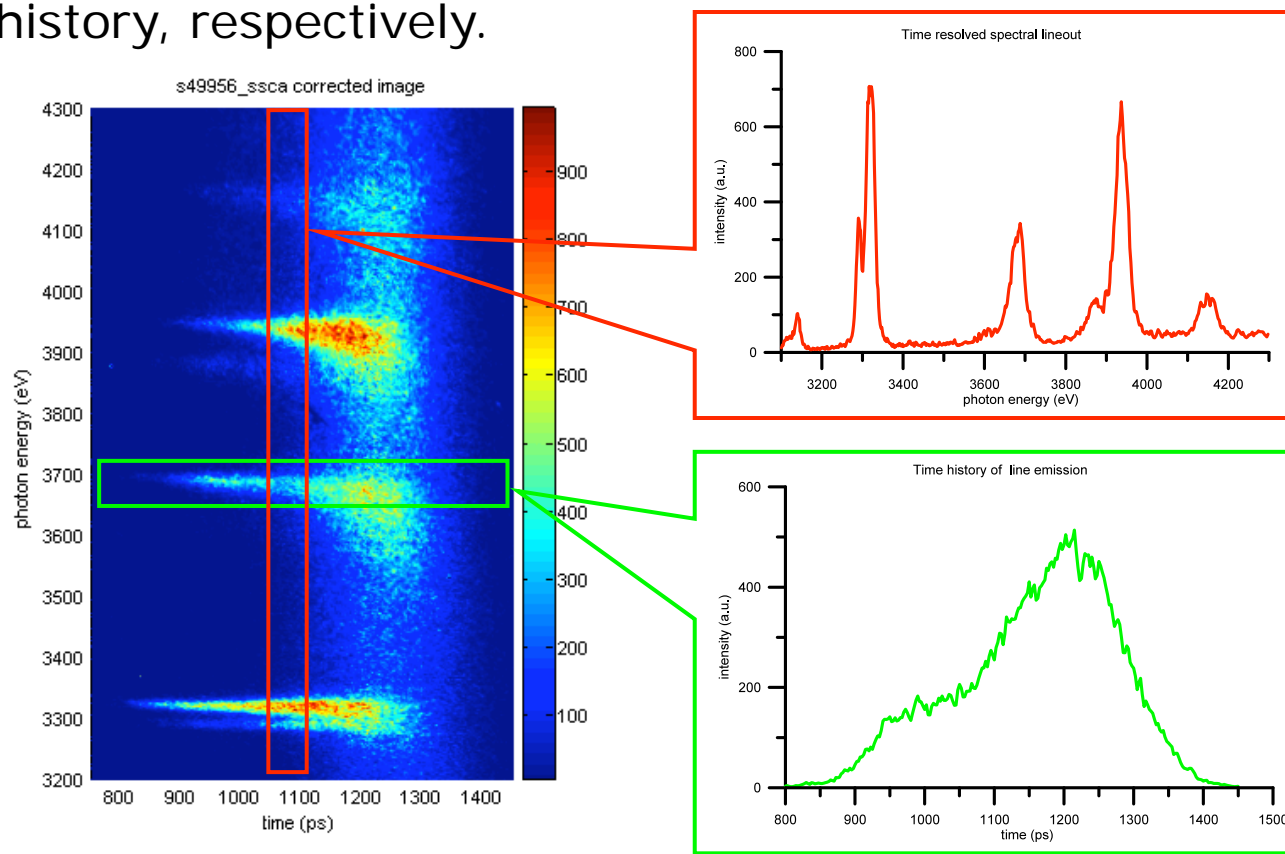 history, respectively.
s49956_ssca corrected image
photon energy (eV)
4300
4200
4100
4000
3900
3800
3700
3600
3500
3400
3300
3200
800 900 1000 1100 1200 1300 1400
time (ps)
900
800
700
600
500
400
300
200
100
Time resolved spectral lineout
intensity (a.u.)
800
600
400
200
0
3200 3400 3600 3800 4000 4200
photon energy (eV)
Time history of line emission
intensity (a.u.)
600
400
200
0
800 900 1000 1100 1200 1300 1400 1500
time (ps)